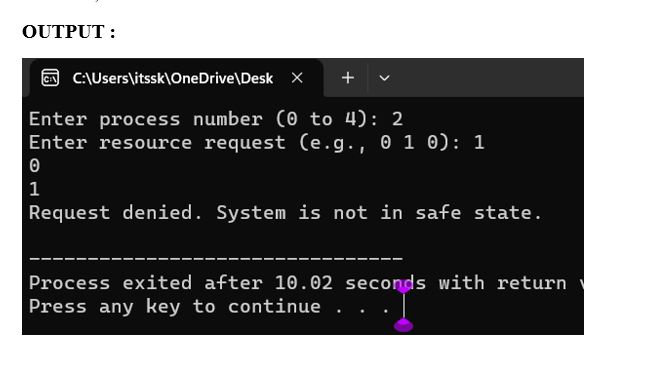 OUTPUT :
C:\Users\itssk\OneDrive\Desk
Enter process number (0 to 4): 2
Enter resource request (e.g., 0 1 0): 1
0
1
Request denied. System is not in safe state.
--------------------------------
Process exited after 10.02 seconds with return
Press any key to continue . . .